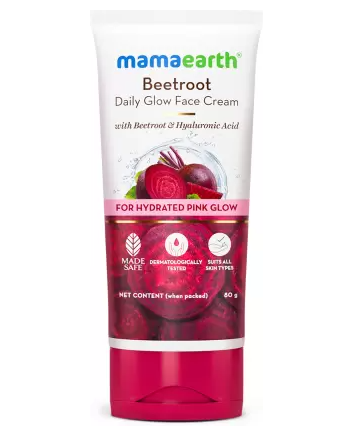 mamaearth®
Beetroot
Daily Glow Face Cream
with Beetroot & Hyaluronic Acid
FOR HYDRATED PINK GLOW
MADE SAFE
DERMATOLOGICALLY TESTED
SUITS ALL SKIN TYPES
NET CONTENT (when packed) 80 g